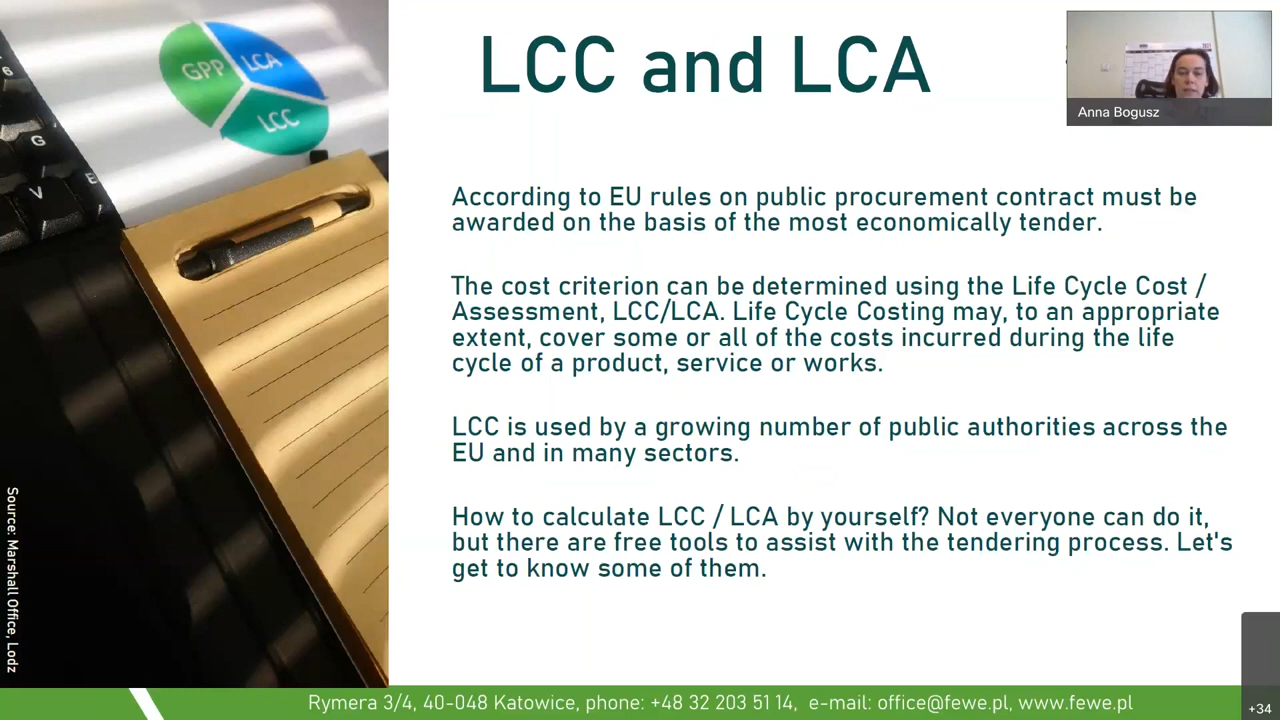 LCC and LCA
Anna Bogusz
GPP
LCA
LCC
6
G
V
E
According to EU rules on public procurement contract must be
awarded on the basis of the most economically tender.
The cost criterion can be determined using the Life Cycle Cost /
Assessment, LCC/LCA. Life Cycle Costing may, to an appropriate
extent, cover some or all of the costs incurred during the life
cycle of a product, service or works.
LCC is used by a growing number of public authorities across the
EU and in many sectors.
How to calculate LCC / LCA by yourself? Not everyone can do it,
but there are free tools to assist with the tendering process. Let's
get to know some of them.
Source: Marshall Office, Lodz
Rymera 3/4, 40-048 Katowice, phone: +48 32 203 51 14, e-mail: office@fewe.pl, www.fewe.pl
+34